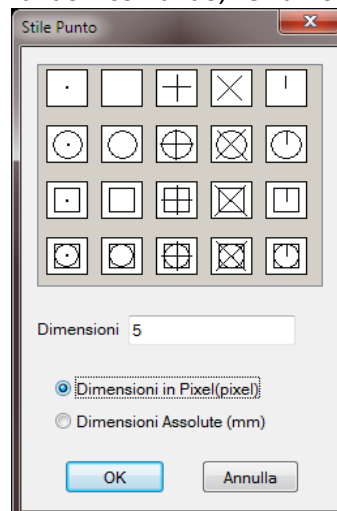 Stile Punto
Dimensioni 5
Dimensioni in Pixel(pixel)
Dimensioni Assolute (mm)
OK Annulla